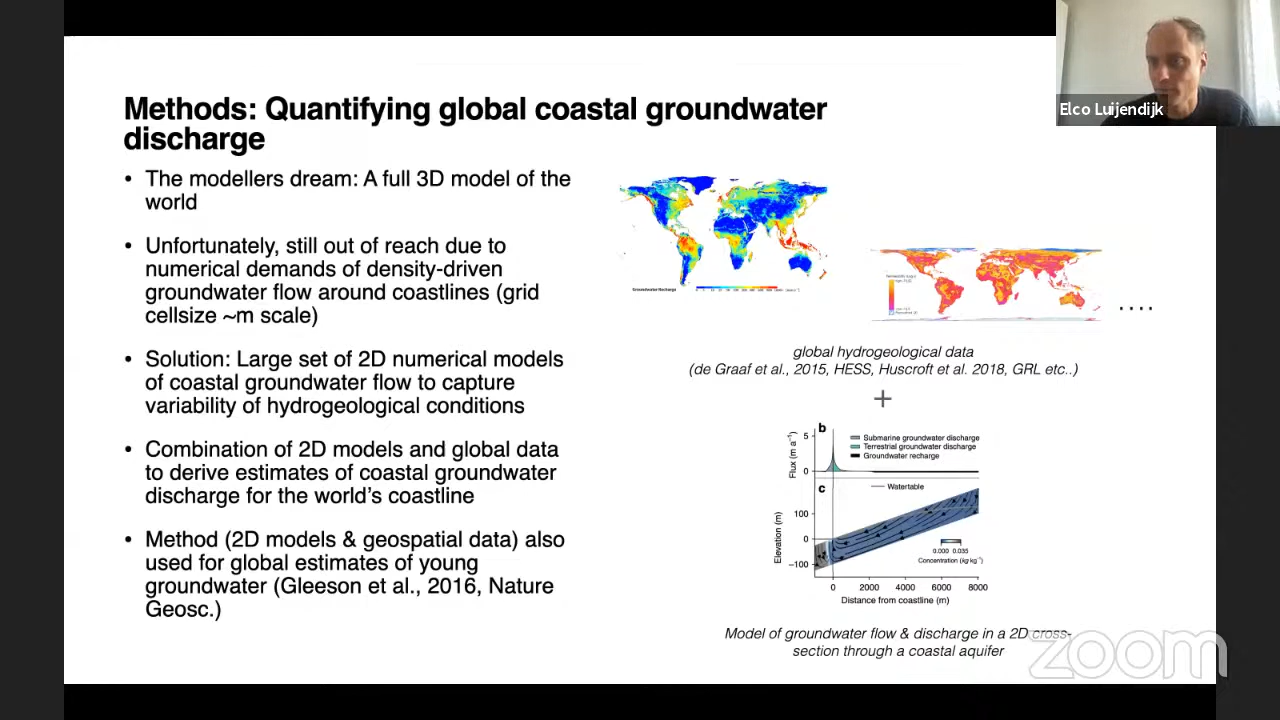 Elco Luijendijk
Methods: Quantifying global coastal groundwater
discharge
• The modellers dream: A full 3D model of the
world
• Unfortunately, still out of reach due to
numerical demands of density-driven
groundwater flow around coastlines (grid
cellsize ~m scale)
• Solution: Large set of 2D numerical models
of coastal groundwater flow to capture
variability of hydrogeological conditions
• Combination of 2D models and global data
to derive estimates of coastal groundwater
discharge for the world's coastline
• Method (2D models & geospatial data) also
used for global estimates of young
groundwater (Gleeson et al., 2016, Nature
Geosc.)
Groundwater Recharge
....
global hydrogeological data
(de Graaf et al., 2015, HESS, Huscroft et al. 2018, GRL etc..)
+
b
Submarine groundwater discharge
Terrestrial groundwater discharge
Groundwater recharge
Flux (m a⁻¹)
5
0
c
Watertable
Elevation (m)
100
0
−100
0.000 0.035
Concentration (kg kg⁻¹)
0 2000 4000 6000 8000
Distance from coastline (m)
Model of groundwater flow & discharge in a 2D cross-
section through a coastal aquifer
zoom